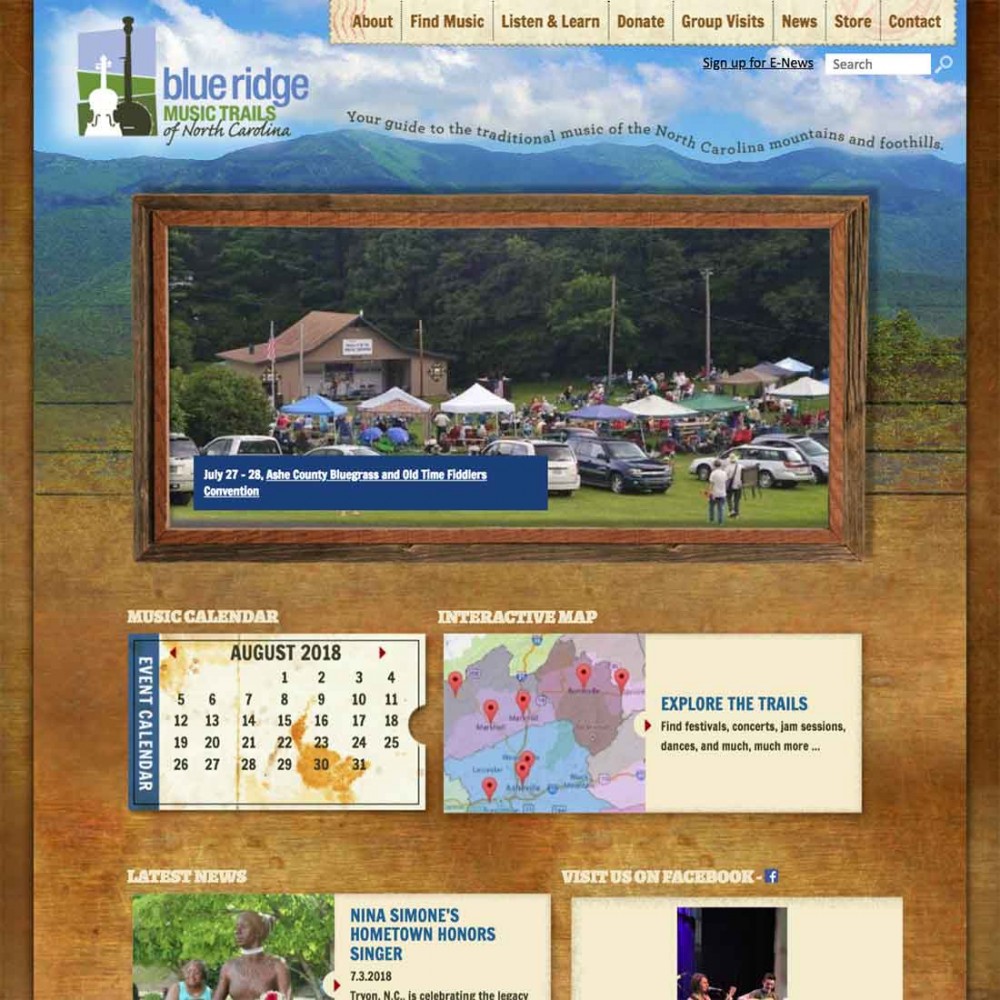 About Find Music Listen & Learn Donate Group Visits News Store Contact
Sign up for E-News Search
blue ridge
MUSIC TRAILS
of North Carolina
Your guide to the traditional music of the North Carolina mountains and foothills.
July 27 - 28, Ashe County Bluegrass and Old Time Fiddlers
Convention
MUSIC CALENDAR
EVENT CALENDAR
AUGUST 2018
1 2 3 4
5 6 7 8 9 10 11
12 13 14 15 16 17 18
19 20 21 22 23 24 25
26 27 28 29 30 31
INTERACTIVE MAP
Marshall
Asheville
EXPLORE THE TRAILS
Find festivals, concerts, jam sessions,
dances, and much, much more ...
LATEST NEWS
NINA SIMONE'S
HOMETOWN HONORS
SINGER
7.3.2018
Tryon, N.C., is celebrating the legacy
VISIT US ON FACEBOOK - f